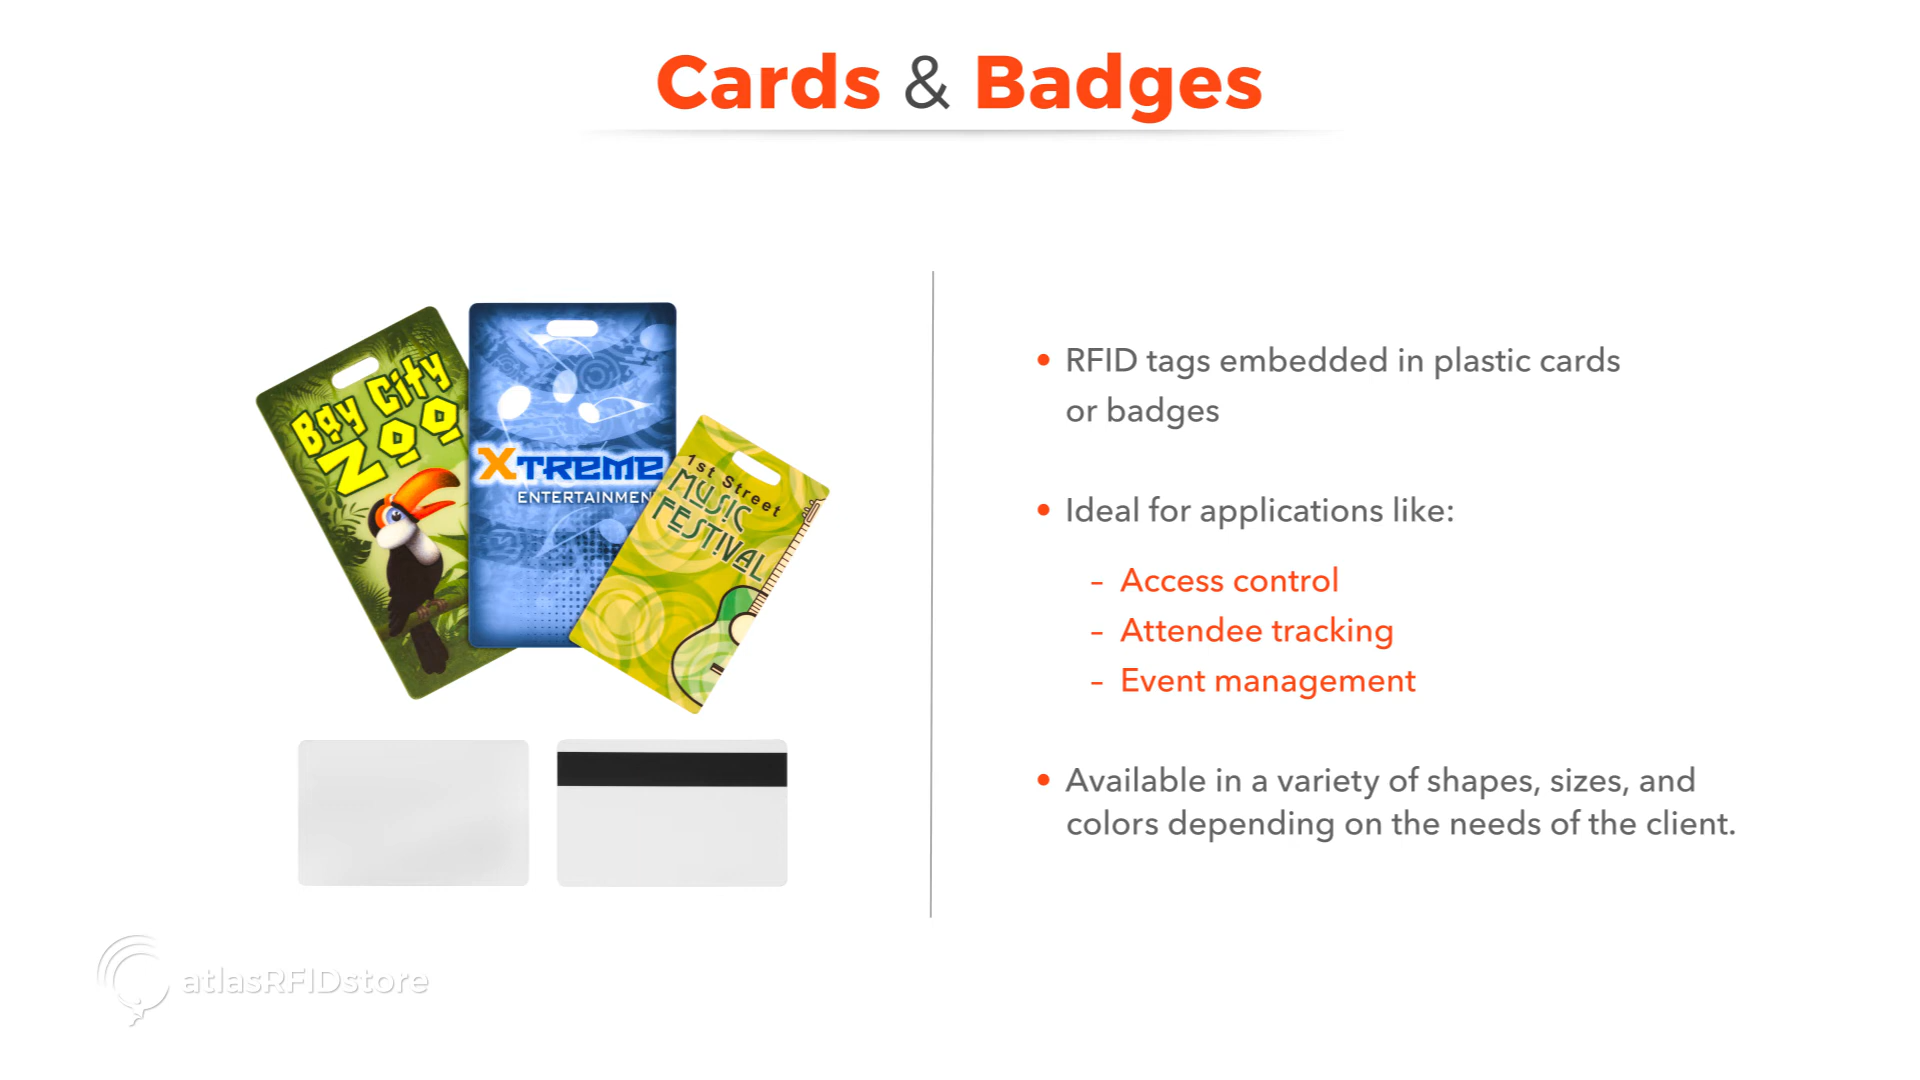 Cards & Badges
Bay City
Zoo
XTREME
ENTERTAINMEN
1st Street
MUSIC
FESTIVAL
• RFID tags embedded in plastic cards
or badges
• Ideal for applications like:
– Access control
– Attendee tracking
– Event management
• Available in a variety of shapes, sizes, and
colors depending on the needs of the client.
atlasRFIDstore